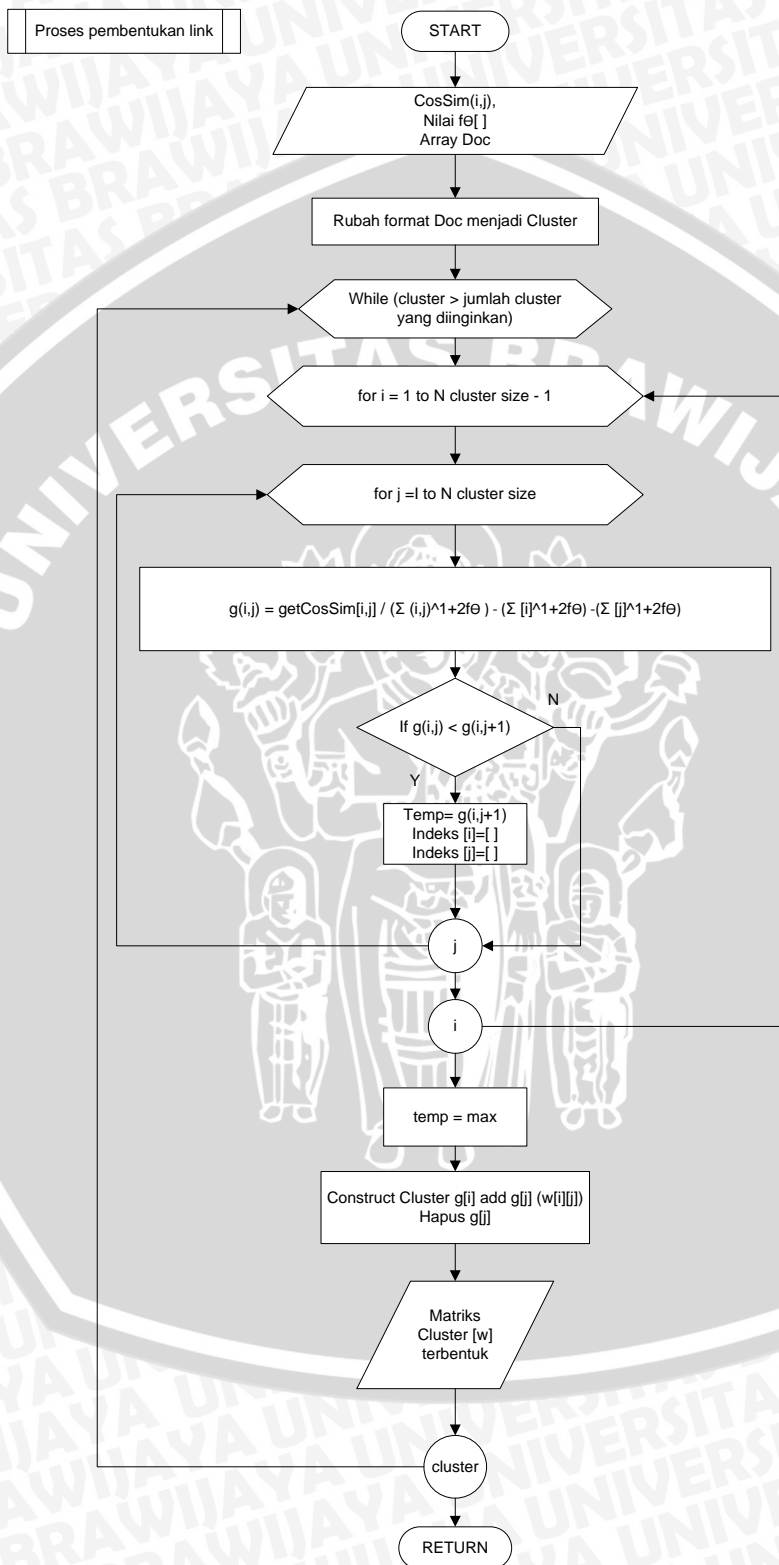 Proses pembentukan link
START
CosSim(i,j),
Nilai fΘ[ ]
Array Doc
Rubah format Doc menjadi Cluster
While (cluster > jumlah cluster
yang diinginkan)
for i = 1 to N cluster size - 1
for j =I to N cluster size
g(i,j) = getCosSim[i,j] / (Σ (i,j)^1+2fΘ ) - (Σ [i]^1+2fΘ) -(Σ [j]^1+2fΘ)
If g(i,j) < g(i,j+1)
N
Y
Temp= g(i,j+1)
Indeks [i]=[ ]
Indeks [j]=[ ]
j
i
temp = max
Construct Cluster g[i] add g[j] (w[i][j])
Hapus g[j]
Matriks
Cluster [w]
terbentuk
cluster
RETURN
UNIVERSITAS BRAWIJ